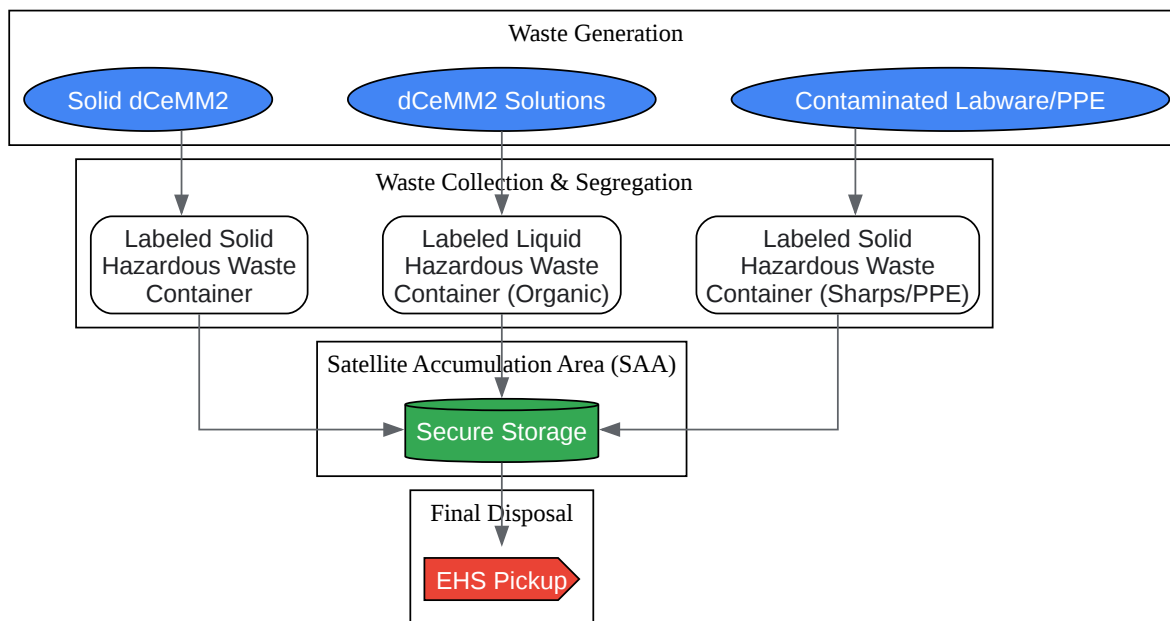 Waste Generation
Solid dCeMM2
dCeMM2 Solutions
Contaminated Labware/PPE
Waste Collection & Segregation
Labeled Solid
Hazardous Waste
Container
Labeled Liquid
Hazardous Waste
Container (Organic)
Labeled Solid
Hazardous Waste
Container (Sharps/PPE)
Satellite Accumulation Area (SAA)
Secure Storage
Final Disposal
EHS Pickup